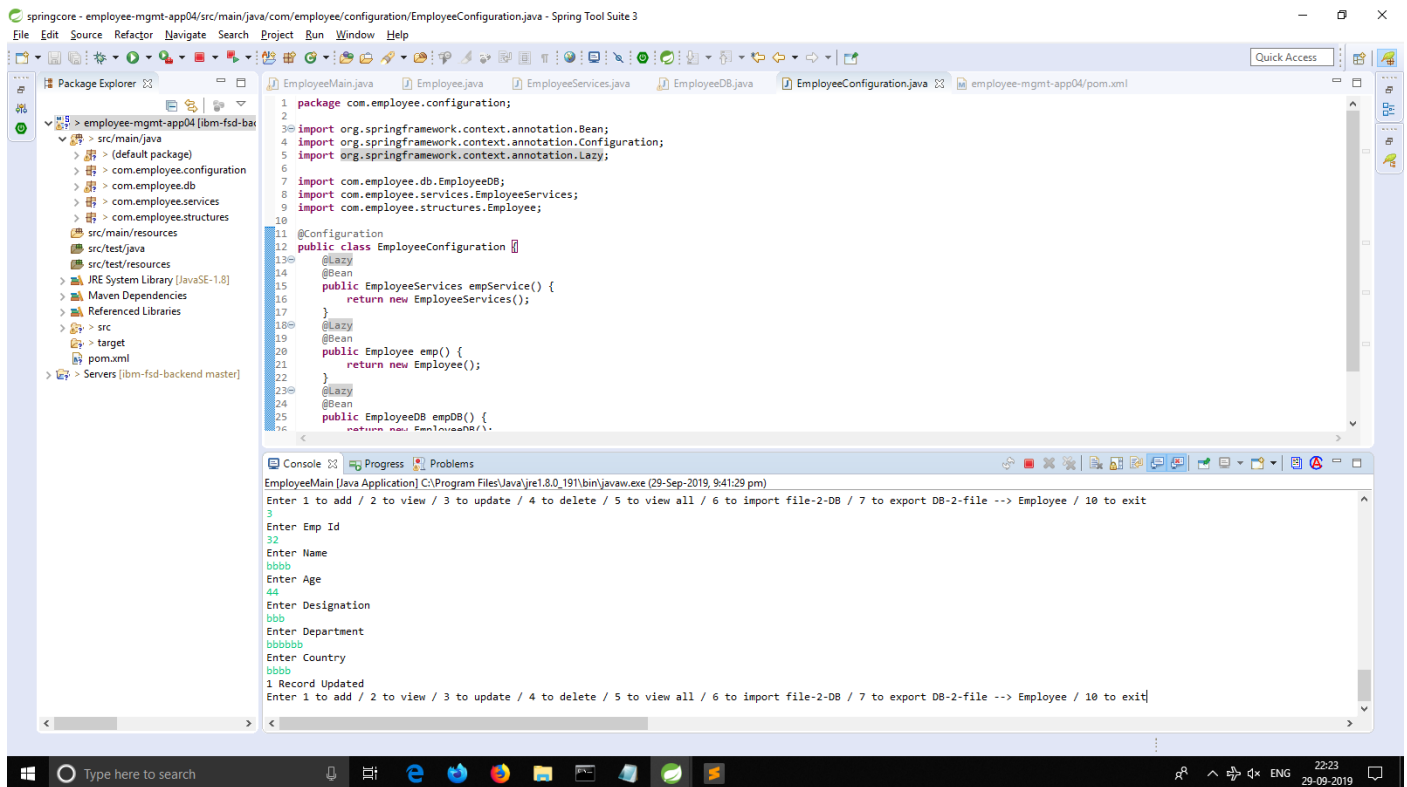 springcore - employee-mgmt-app04/src/main/java/com/employee/configuration/EmployeeConfiguration.java - Spring Tool Suite 3
File Edit Source Refactor Navigate Search Project Run Window Help
Quick Access
Package Explorer
EmployeeMain.java Employee.java EmployeeServices.java EmployeeDB.java EmployeeConfiguration.java employee-mgmt-app04/pom.xml
> employee-mgmt-app04 [ibm-fsd-bac
> src/main/java
> (default package)
> com.employee.configuration
> com.employee.db
> com.employee.services
> com.employee.structures
src/main/resources
src/test/java
src/test/resources
JRE System Library [JavaSE-1.8]
Maven Dependencies
Referenced Libraries
> src
> target
pom.xml
> Servers [ibm-fsd-backend master]
1 package com.employee.configuration;
2
3 import org.springframework.context.annotation.Bean;
4 import org.springframework.context.annotation.Configuration;
5 import org.springframework.context.annotation.Lazy;
6
7 import com.employee.db.EmployeeDB;
8 import com.employee.services.EmployeeServices;
9 import com.employee.structures.Employee;
10
11 @Configuration
12 public class EmployeeConfiguration {
13 @Lazy
14 @Bean
15 public EmployeeServices empService() {
16 return new EmployeeServices();
17 }
18 @Lazy
19 @Bean
20 public Employee emp() {
21 return new Employee();
22 }
23 @Lazy
24 @Bean
25 public EmployeeDB empDB() {
26 return new EmployeeDB();
Console Progress Problems
EmployeeMain [Java Application] C:\Program Files\Java\jre1.8.0_191\bin\javaw.exe (29-Sep-2019, 9:41:29 pm)
Enter 1 to add / 2 to view / 3 to update / 4 to delete / 5 to view all / 6 to import file-2-DB / 7 to export DB-2-file --> Employee / 10 to exit
3
Enter Emp Id
32
Enter Name
bbbb
Enter Age
44
Enter Designation
bbb
Enter Department
bbbbbb
Enter Country
bbbb
1 Record Updated
Enter 1 to add / 2 to view / 3 to update / 4 to delete / 5 to view all / 6 to import file-2-DB / 7 to export DB-2-file --> Employee / 10 to exit
Type here to search
ENG
22:23
29-09-2019